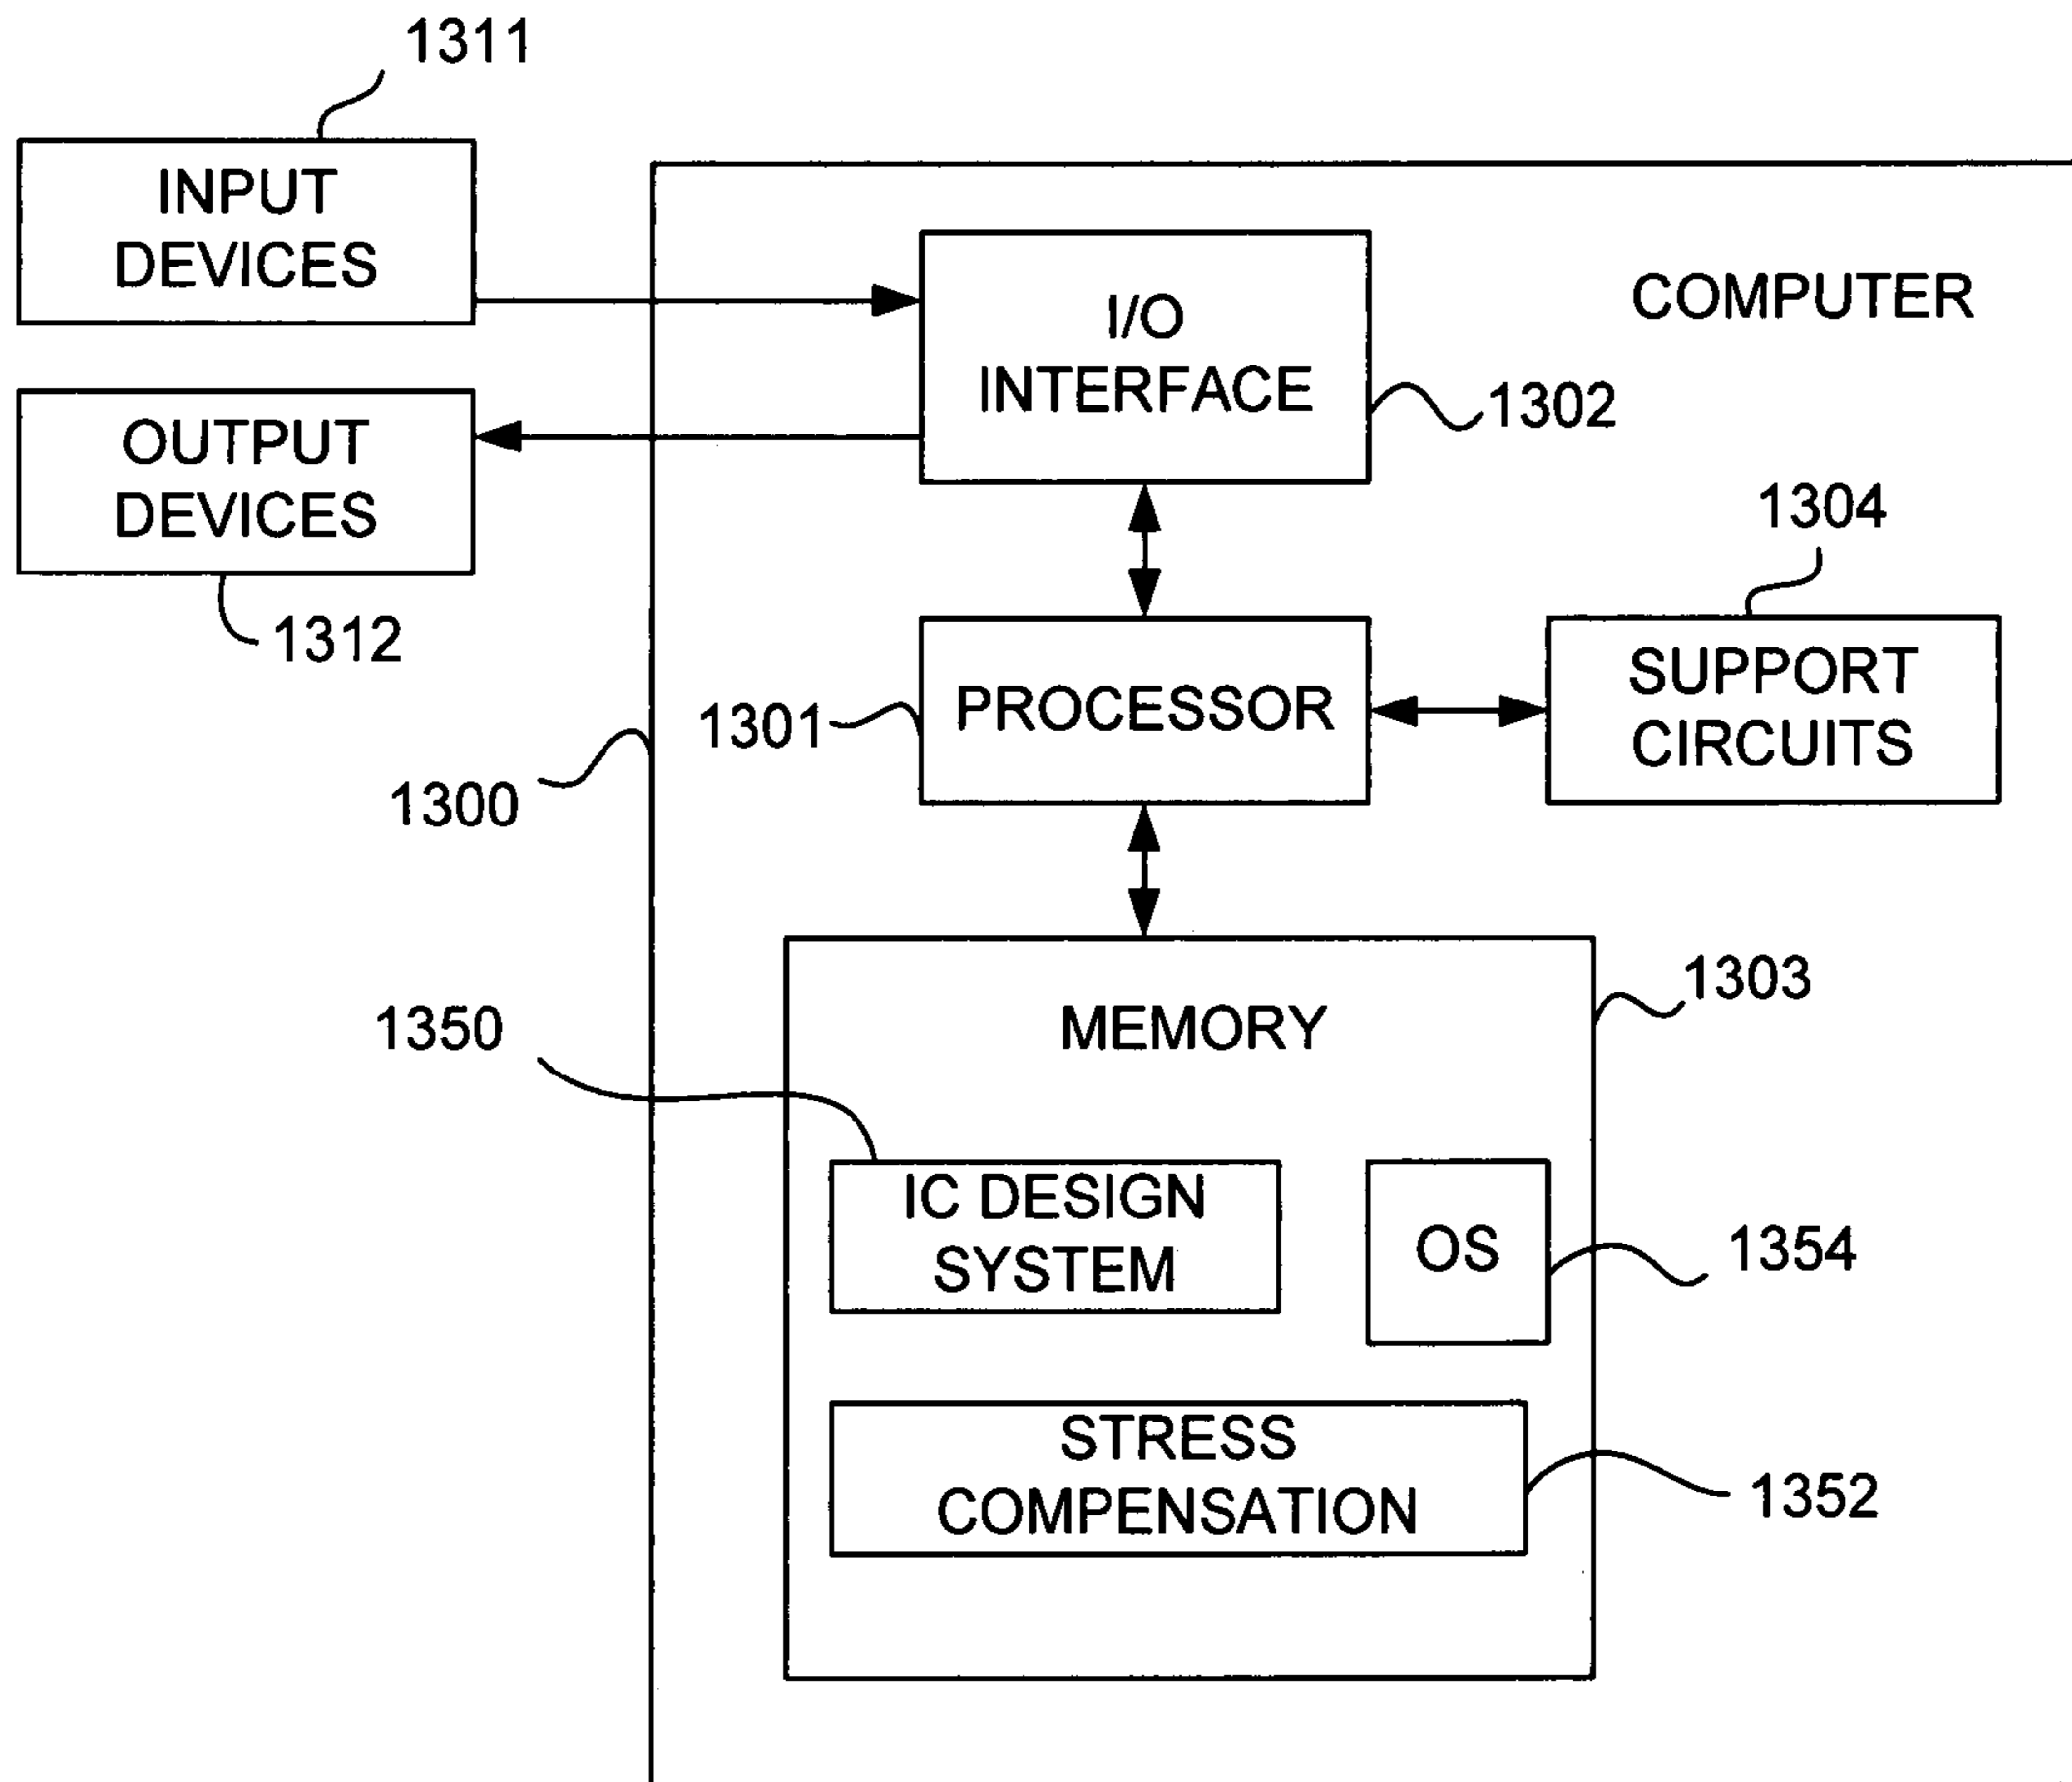 1311
INPUT
DEVICES
COMPUTER
I/O
INTERFACE
1302
OUTPUT
DEVICES
1312
1304
1301
PROCESSOR
SUPPORT
CIRCUITS
1300
1303
MEMORY
1350
IC DESIGN
SYSTEM
OS
1354
STRESS
COMPENSATION
1352